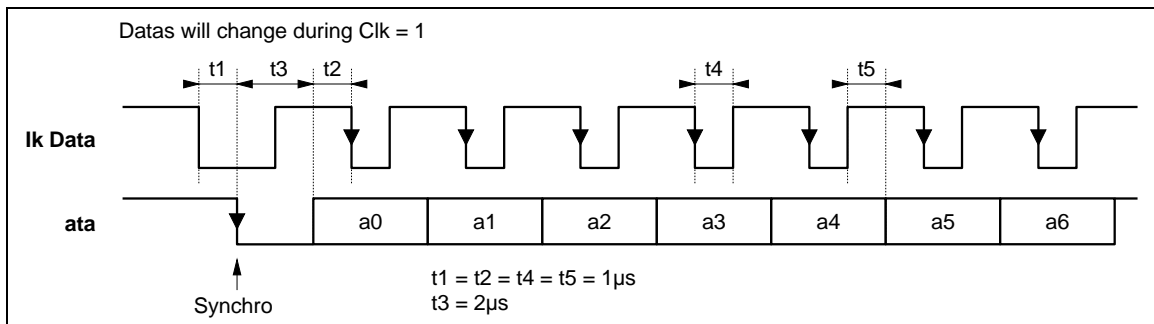 Datas will change during Clk = 1
t1 t3 t2 t4 t5
lk Data
ata a0 a1 a2 a3 a4 a5 a6
t1 = t2 = t4 = t5 = 1µs
t3 = 2µs
Synchro